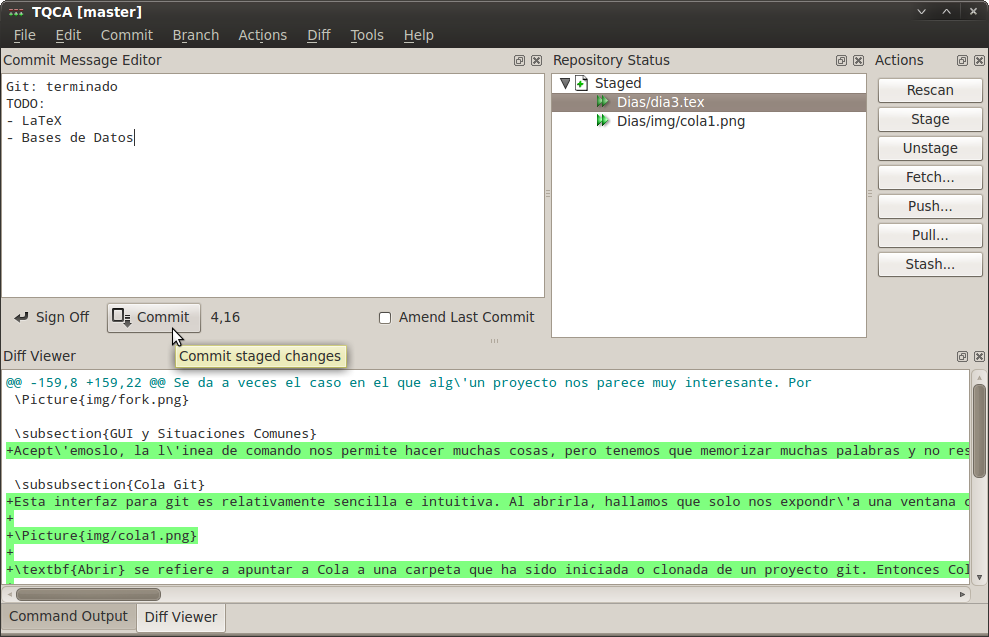 TQCA [master]
File Edit Commit Branch Actions Diff Tools Help
Commit Message Editor
Git: terminado
TODO:
- LaTeX
- Bases de Datos
Sign Off Commit 4,16 Amend Last Commit
Commit staged changes
Repository Status
Staged
Dias/dia3.tex
Dias/img/cola1.png
Actions
Rescan
Stage
Unstage
Fetch...
Push...
Pull...
Stash...
Diff Viewer
@@ -159,8 +159,22 @@ Se da a veces el caso en el que alg\'un proyecto nos parece muy interesante. Por
\Picture{img/fork.png}
\subsection{GUI y Situaciones Comunes}
+Acept\'emoslo, la l\'inea de comando nos permite hacer muchas cosas, pero tenemos que memorizar muchas palabras y no res
\subsubsection{Cola Git}
+Esta interfaz para git es relativamente sencilla e intuitiva. Al abrirla, hallamos que solo nos expondr\'a una ventana c
+
+\Picture{img/cola1.png}
+
+\textbf{Abrir} se refiere a apuntar a Cola a una carpeta que ha sido iniciada o clonada de un proyecto git. Entonces Col
Command Output Diff Viewer